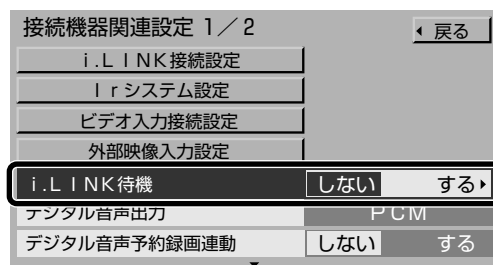 接続機器関連設定 1／2
戻る
i.LINK接続設定
Irシステム設定
ビデオ入力接続設定
外部映像入力設定
i.LINK待機 しない する
デジタル音声出力 PCM
デジタル音声予約録画連動 しない する